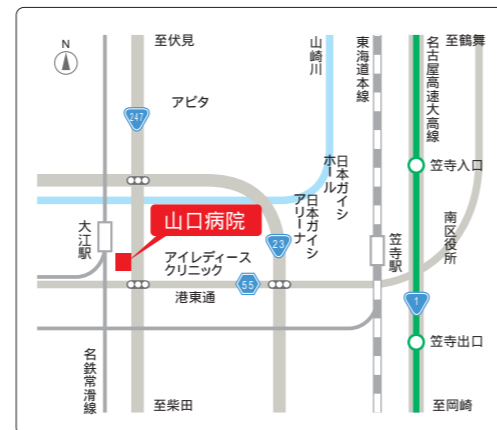 N
至伏見
山崎川
東海道本線
名古屋高速大高線
至鶴舞
アピタ
247
笠寺入口
日本ガイシ
ホール
日本ガイシ
アリーナ
山口病院
大江駅
23
笠寺駅
南区役所
アイレディース
クリニック
55
港東通
1
笠寺出口
名鉄常滑線
至柴田
至岡崎